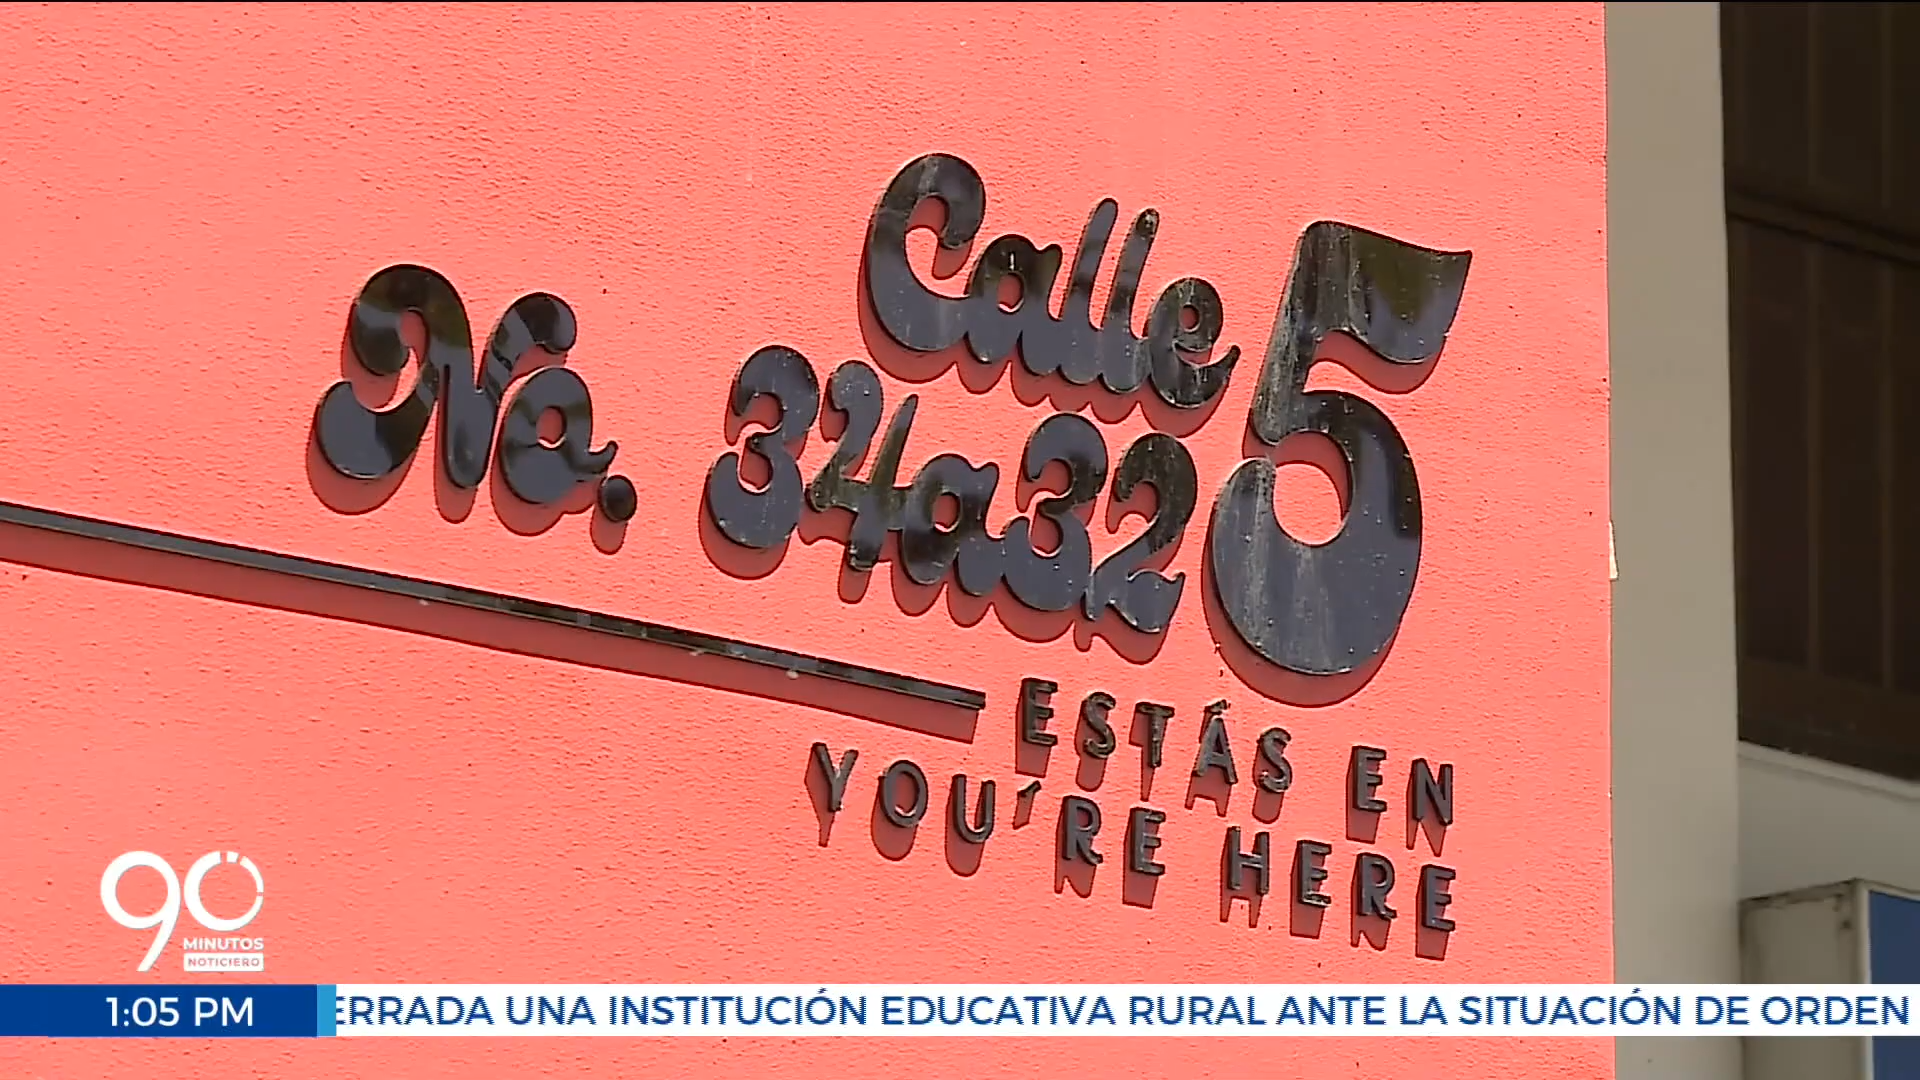 Calle 5
No. 34a32
ESTÁS EN
YOU'RE HERE
90
MINUTOS
NOTICIERO
1:05 PM
ERRADA UNA INSTITUCIÓN EDUCATIVA RURAL ANTE LA SITUACIÓN DE ORDEN